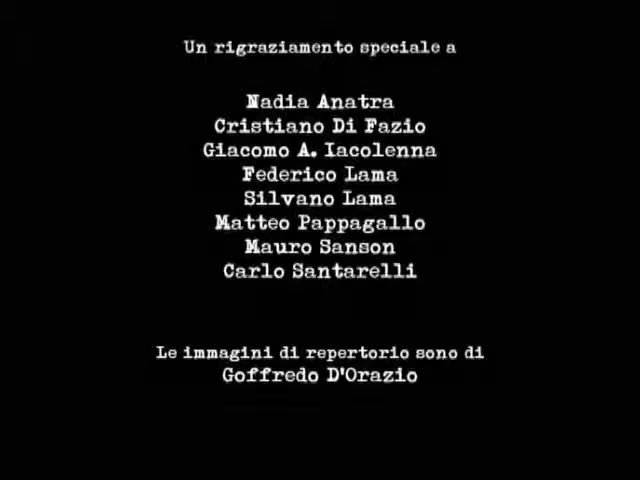 Un rigraziamento speciale a
Nadia Anatra
Cristiano Di Fazio
Giacomo A. Iacolenna
Federico Lama
Silvano Lama
Matteo Pappagallo
Mauro Sanson
Carlo Santarelli
Le immagini di repertorio sono di
Goffredo D'Orazio